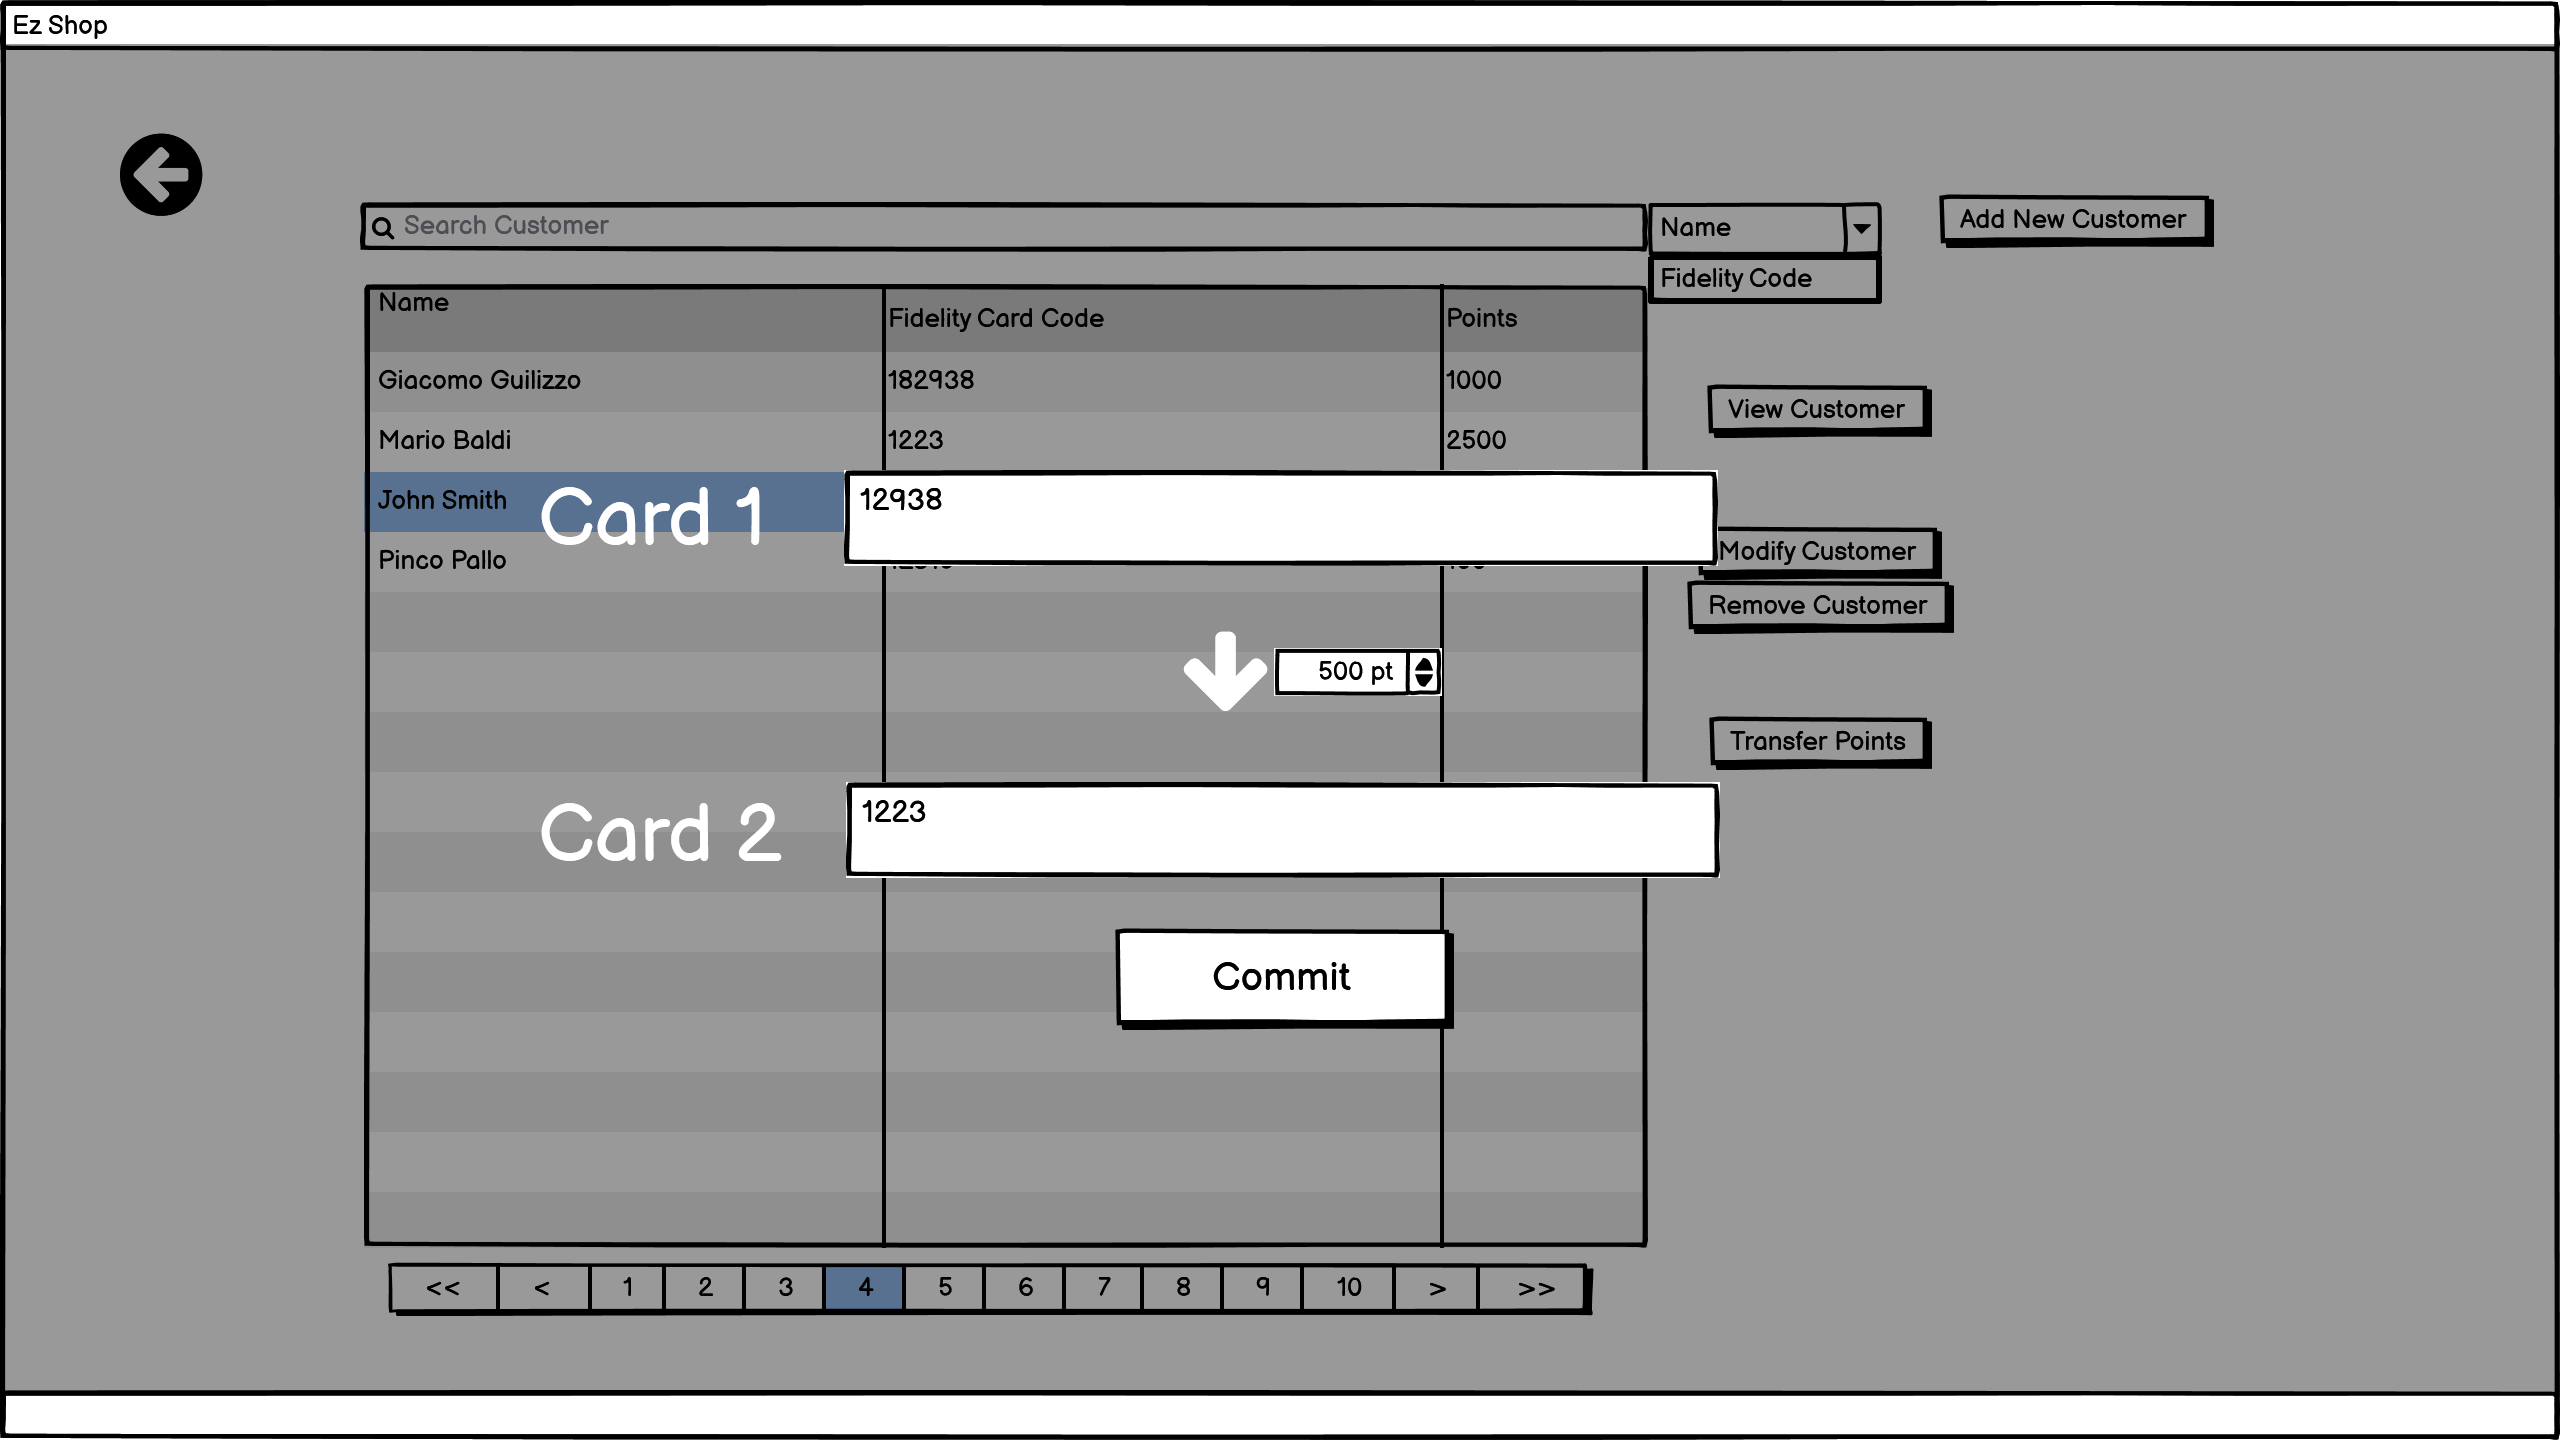 Ez Shop
Search Customer
Name
Add New Customer
Fidelity Code
Name
Fidelity Card Code
Points
Giacomo Guilizzo
182938
1000
View Customer
Mario Baldi
1223
2500
John Smith
Card 1
12938
Modify Customer
Pinco Pallo
Remove Customer
500 pt
Transfer Points
Card 2
1223
Commit
<< < 1 2 3 4 5 6 7 8 9 10 > >>